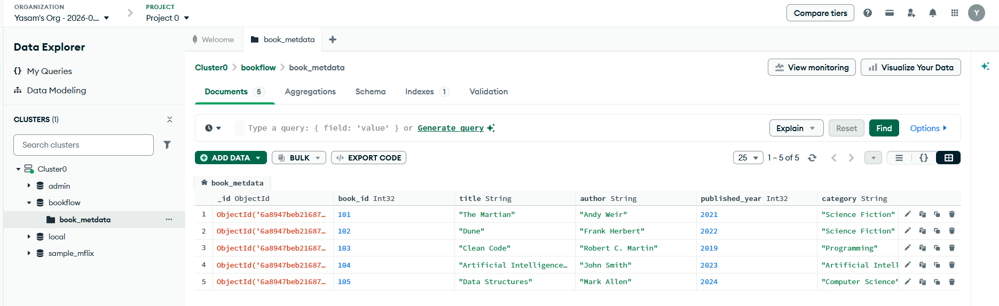 ORGANIZATION
Yasam's Org - 2026-0...
PROJECT
Project 0
Compare tiers
Y
Data Explorer
My Queries
Data Modeling
CLUSTERS (1)
Search clusters
Cluster0
admin
bookflow
book_metdata
local
sample_mflix
Welcome
book_metdata
Cluster0 > bookflow > book_metdata
View monitoring
Visualize Your Data
Documents 5 Aggregations Schema Indexes 1 Validation
Type a query: { field: 'value' } or Generate query
Explain
Reset
Find
Options
ADD DATA
BULK
EXPORT CODE
25
1 – 5 of 5
book_metdata
_id ObjectId book_id Int32 title String author String published_year Int32 category String
1 ObjectId('6a8947beb21687... 101 "The Martian" "Andy Weir" 2021 "Science Fiction"
2 ObjectId('6a8947beb21687... 102 "Dune" "Frank Herbert" 2022 "Science Fiction"
3 ObjectId('6a8947beb21687... 103 "Clean Code" "Robert C. Martin" 2019 "Programming"
4 ObjectId('6a8947beb21687... 104 "Artificial Intelligence... "John Smith" 2023 "Artificial Intell
5 ObjectId('6a8947beb21687... 105 "Data Structures" "Mark Allen" 2024 "Computer Science"